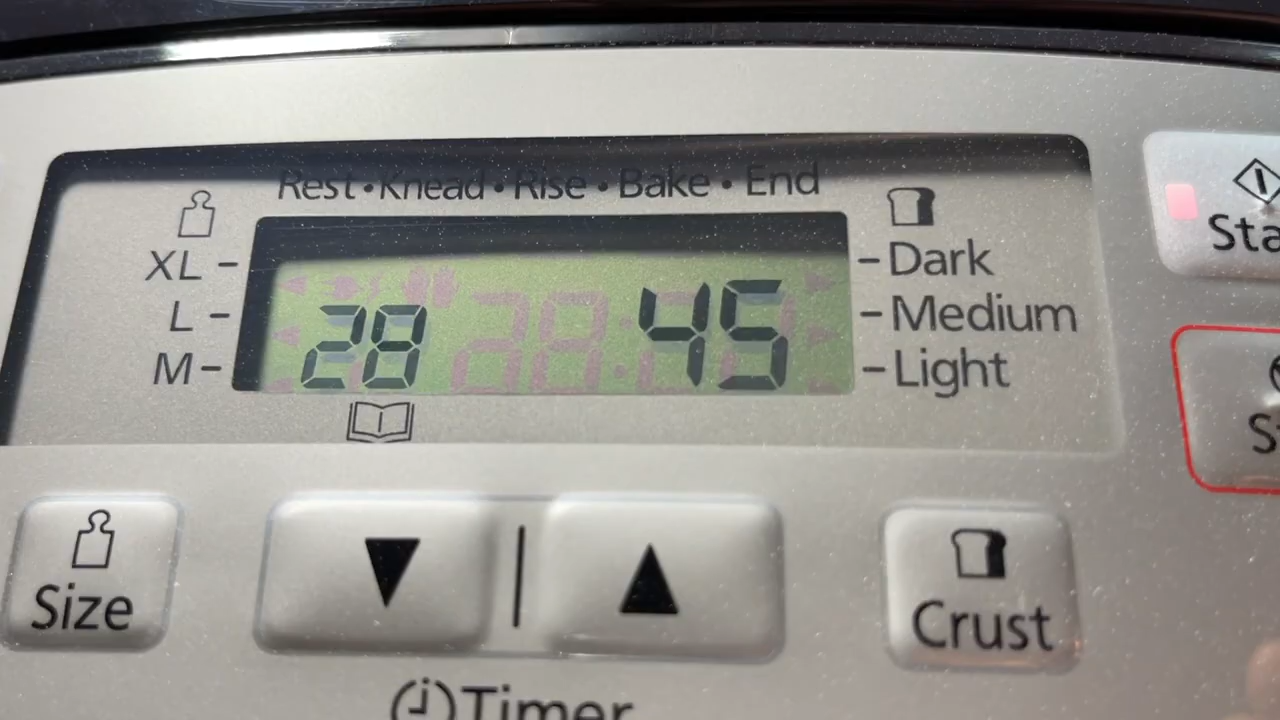 Rest • Knead • Rise • Bake • End
XL – – Dark
L – – Medium
M – – Light
28 45
Size
Crust
Timer